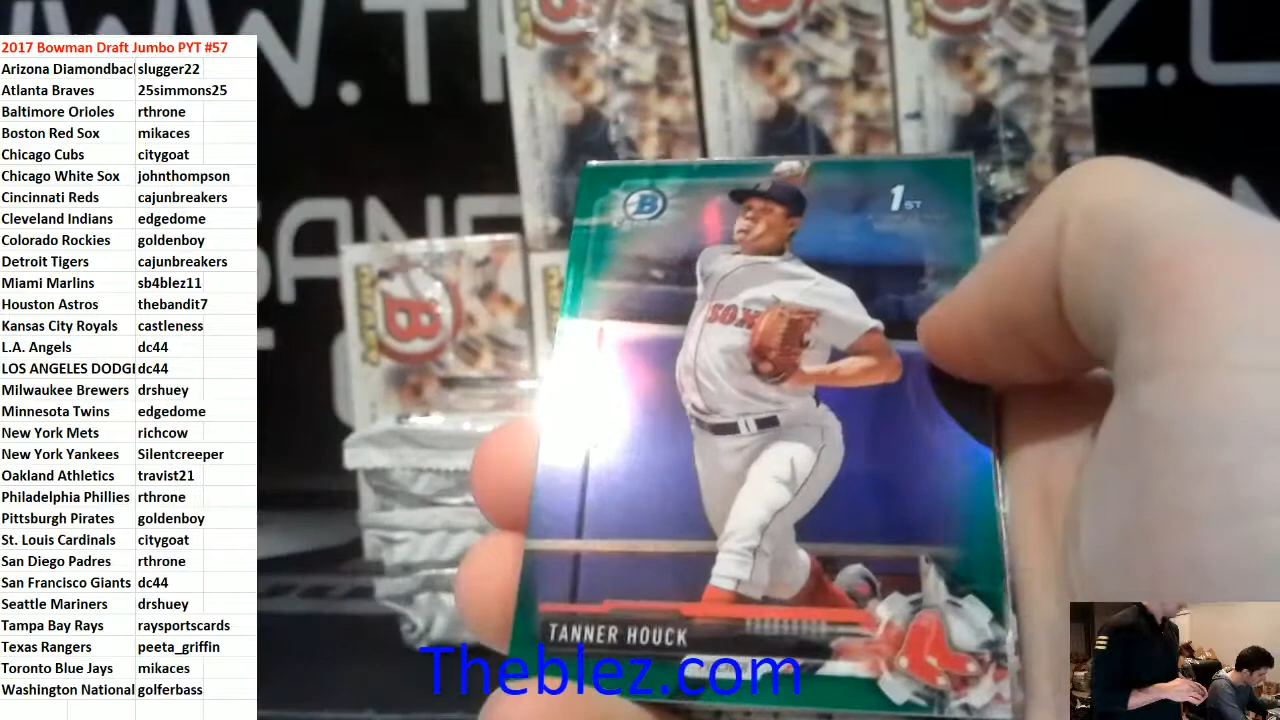 2017 Bowman Draft Jumbo PYT #57
Arizona Diamondbac slugger22
Atlanta Braves 25simmons25
Baltimore Orioles rthrone
Boston Red Sox mikaces
Chicago Cubs citygoat
Chicago White Sox johnthompson
Cincinnati Reds cajunbreakers
Cleveland Indians edgedome
Colorado Rockies goldenboy
Detroit Tigers cajunbreakers
Miami Marlins sb4blez11
Houston Astros thebandit7
Kansas City Royals castleness
L.A. Angels dc44
LOS ANGELES DODGI dc44
Milwaukee Brewers drshuey
Minnesota Twins edgedome
New York Mets richcow
New York Yankees Silentcreeper
Oakland Athletics travist21
Philadelphia Phillies rthrone
Pittsburgh Pirates goldenboy
St. Louis Cardinals citygoat
San Diego Padres rthrone
San Francisco Giants dc44
Seattle Mariners drshuey
Tampa Bay Rays raysportscards
Texas Rangers peeta_griffin
Toronto Blue Jays mikaces
Washington National golferbass
B
1ST
SOX
TANNER HOUCK
Theblez.com
B